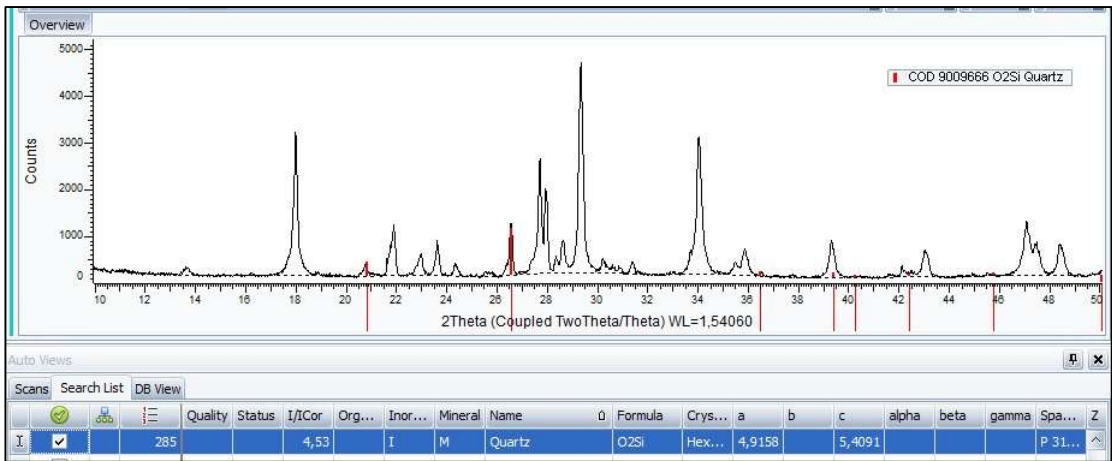 Overview
5000
4000
3000
2000
1000
0
Counts
COD 9009666 O2Si Quartz
10 12 14 16 18 20 22 24 26 28 30 32 34 36 38 40 42 44 46 48 50
2Theta (Coupled TwoTheta/Theta) WL=1,54060
Auto Views
Scans Search List DB View
Quality Status I/ICor Org... Inor... Mineral Name Formula Crys... a b c alpha beta gamma Spa... Z
285 4,53 I M Quartz O2Si Hex... 4,9158 5,4091 P 31...